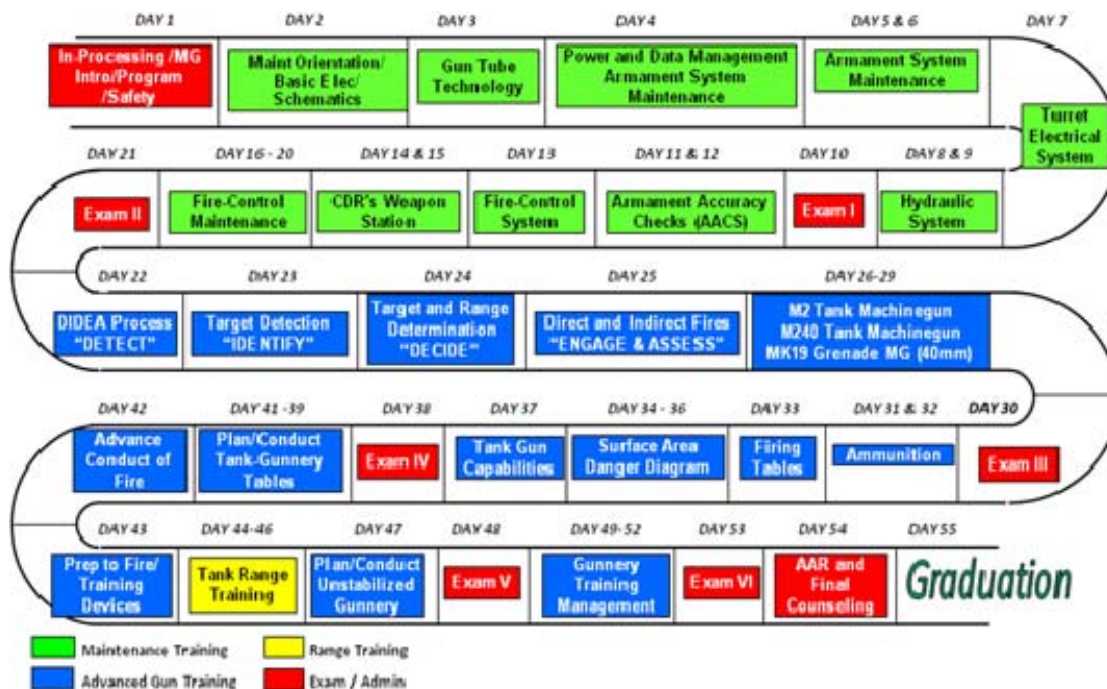 DAY 1
DAY 2
DAY 3
DAY 4
DAY 5 & 6
DAY 7
In-Processing /MG
Intro/Program
/Safety
Maint Orientation/
Basic Elec/
Schematics
Gun Tube
Technology
Power and Data Management
Armament System
Maintenance
Armament System
Maintenance
Turret
Electrical
System
DAY 21
DAY 16 - 20
DAY 14 & 15
DAY 13
DAY 11 & 12
DAY 10
DAY 8 & 9
Exam II
Fire-Control
Maintenance
CDR's Weapon
Station
Fire-Control
System
Armament Accuracy
Checks (AACS)
Exam I
Hydraulic
System
DAY 22
DAY 23
DAY 24
DAY 25
DAY 26-29
DIDEA Process
"DETECT"
Target Detection
"IDENTIFY"
Target and Range
Determination
"DECIDE"
Direct and Indirect Fires
"ENGAGE & ASSESS"
M2 Tank Machinegun
M240 Tank Machinegun
MK19 Grenade MG (40mm)
DAY 42
DAY 41 -39
DAY 38
DAY 37
DAY 34 - 36
DAY 33
DAY 31 & 32
DAY 30
Advance
Conduct of
Fire
Plan/Conduct
Tank-Gunnery
Tables
Exam IV
Tank Gun
Capabilities
Surface Area
Danger Diagram
Firing
Tables
Ammunition
Exam III
DAY 43
DAY 44-46
DAY 47
DAY 48
DAY 49- 52
DAY 53
DAY 54
DAY 55
Prep to Fire/
Training
Devices
Tank Range
Training
Plan/Conduct
Unstabilized
Gunnery
Exam V
Gunnery
Training
Management
Exam VI
AAR and
Final
Counseling
Graduation
Maintenance Training
Range Training
Advanced Gun Training
Exam / Admin